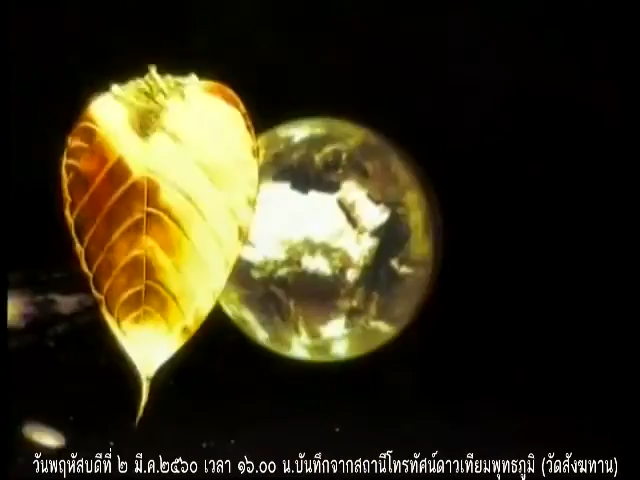 วันพฤหัสบดีที่ ๒ มี.ค.๒๕๖๐ เวลา ๑๖.๐๐ น.บันทึกจากสถานีโทรทัศน์ดาวเทียมพุทธภูมิ (วัดสังฆทาน)